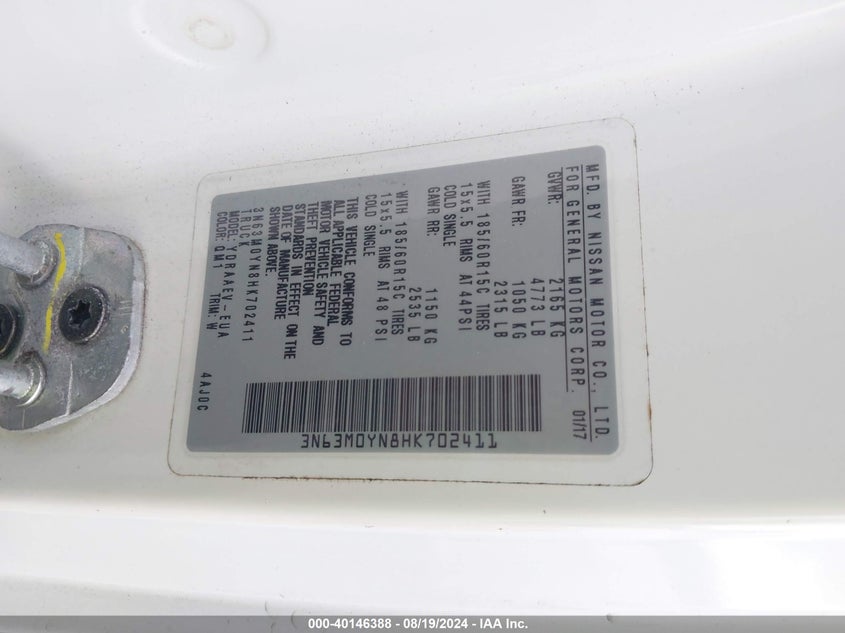 MFD. BY NISSAN MOTOR CO., LTD.
FOR GENERAL MOTORS CORP. 01/17
GVWR: 2165 KG
4773 LB
GAWR FR: 1050 KG
2315 LB
WITH 185/60R15C TIRES
15x5.5 RIMS AT 44PSI
COLD SINGLE
GAWR RR: 1150 KG
2535 LB
WITH 185/60R15C TIRES
15x5.5 RIMS AT 48 PSI
COLD SINGLE
THIS VEHICLE CONFORMS TO
ALL APPLICABLE FEDERAL
MOTOR VEHICLE SAFETY AND
THEFT PREVENTION
STANDARDS IN EFFECT ON THE
DATE OF MANUFACTURE
SHOWN ABOVE.
3N63M0YN8HK702411
TRUCK
MODEL: YDRAAEV-EUA
COLOR: QM1 TRIM: W
4AJ0C
3N63M0YN8HK702411
000-40146388 - 08/19/2024 - IAA Inc.